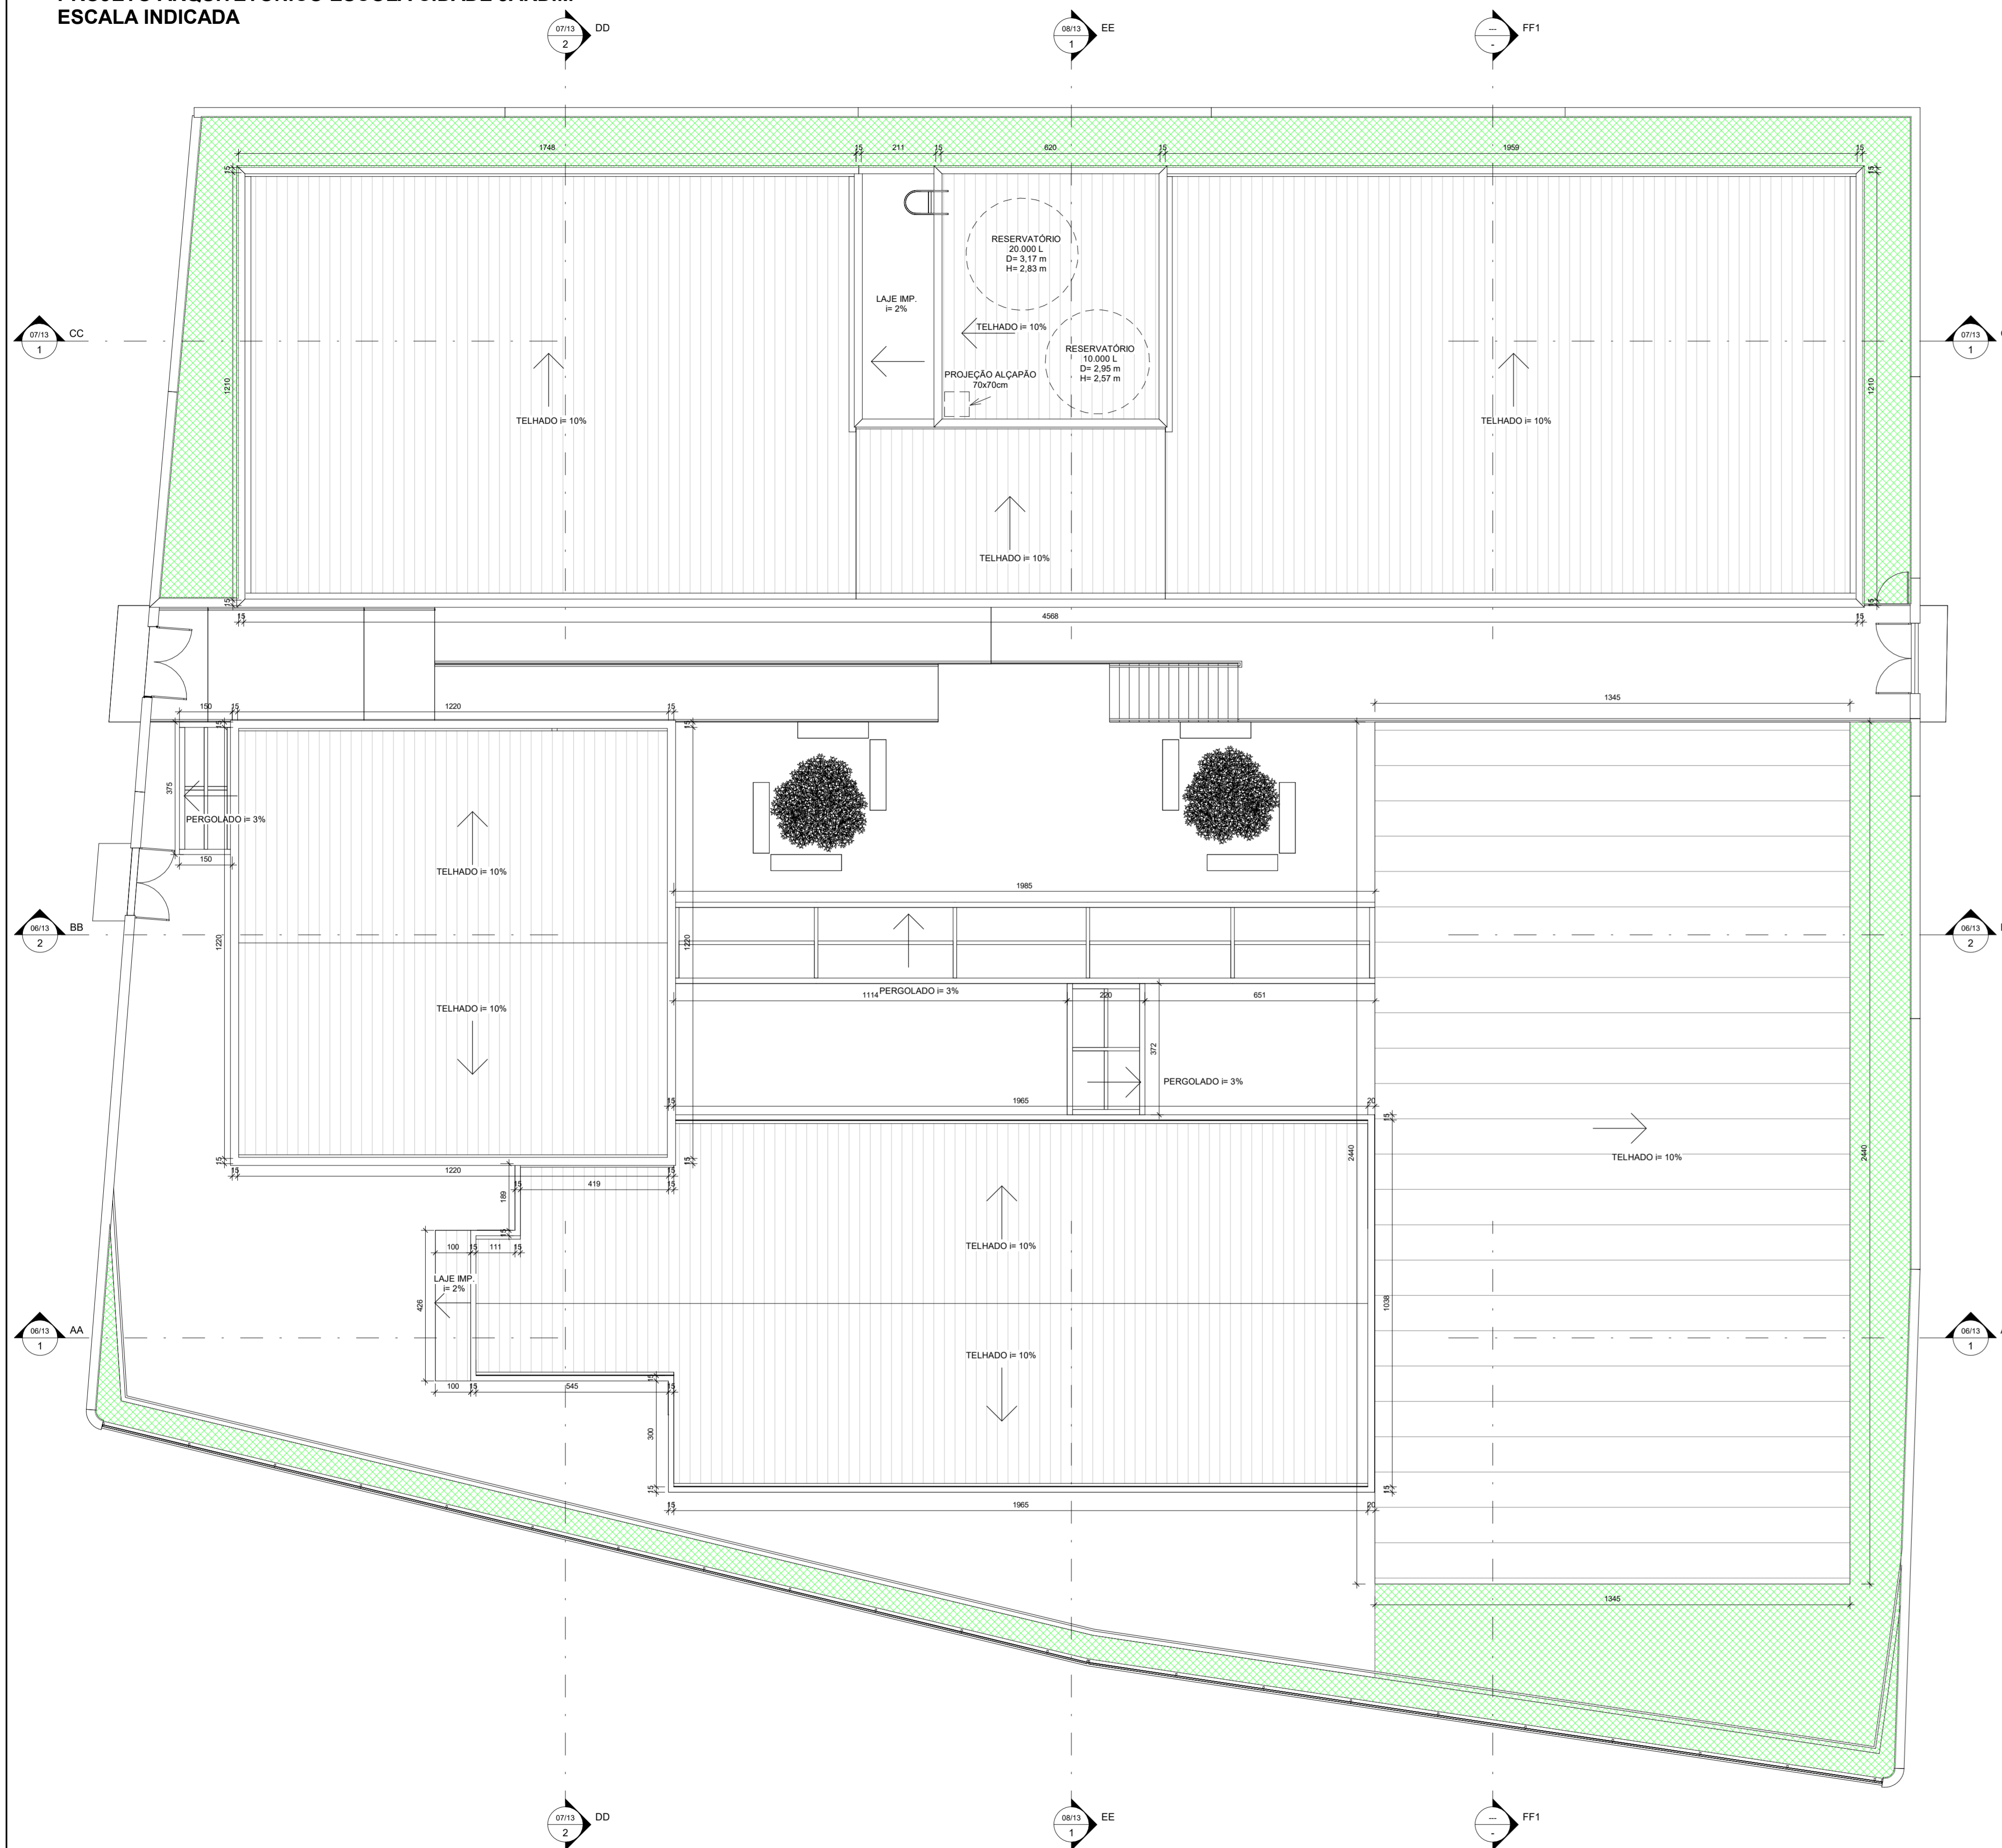 ESCALA INDICADA
07/13
2
DD
08/13
1
EE
---
-
FF1
1748
15
211
15
620
15
1959
15
15
15
RESERVATÓRIO
20.000 L
D= 3,17 m
H= 2,83 m
LAJE IMP.
i= 2%
TELHADO i= 10%
RESERVATÓRIO
10.000 L
D= 2,95 m
H= 2,57 m
PROJEÇÃO ALÇAPÃO
70x70cm
07/13
1
CC
07/13
1
1210
1210
TELHADO i= 10%
TELHADO i= 10%
TELHADO i= 10%
15
15
15
4568
15
150
15
1220
15
1345
15
15
375
PERGOLADO i= 3%
150
TELHADO i= 10%
1985
06/13
2
BB
06/13
2
1220
1220
TELHADO i= 10%
PERGOLADO i= 3%
1114
220
651
372
PERGOLADO i= 3%
15
1965
20
15
2440
2440
TELHADO i= 10%
15
15
15
1220
15
189
15
419
15
15
100
15
111
15
TELHADO i= 10%
LAJE IMP.
i= 2%
426
1038
06/13
1
AA
06/13
1
TELHADO i= 10%
100
15
545
15
15
300
15
15
15
1965
20
1345
07/13
2
DD
08/13
1
EE
---
-
FF1